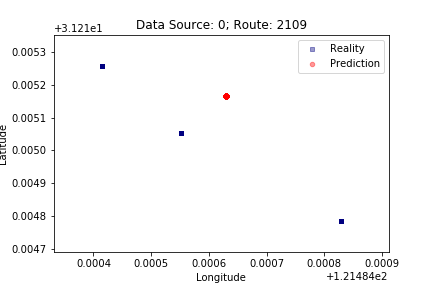 Data Source: 0; Route: 2109
+3.121e1
Reality
Prediction
0.0053
0.0052
0.0051
0.0050
0.0049
0.0048
0.0047
Latitude
0.0004 0.0005 0.0006 0.0007 0.0008 0.0009
Longitude
+1.21484e2